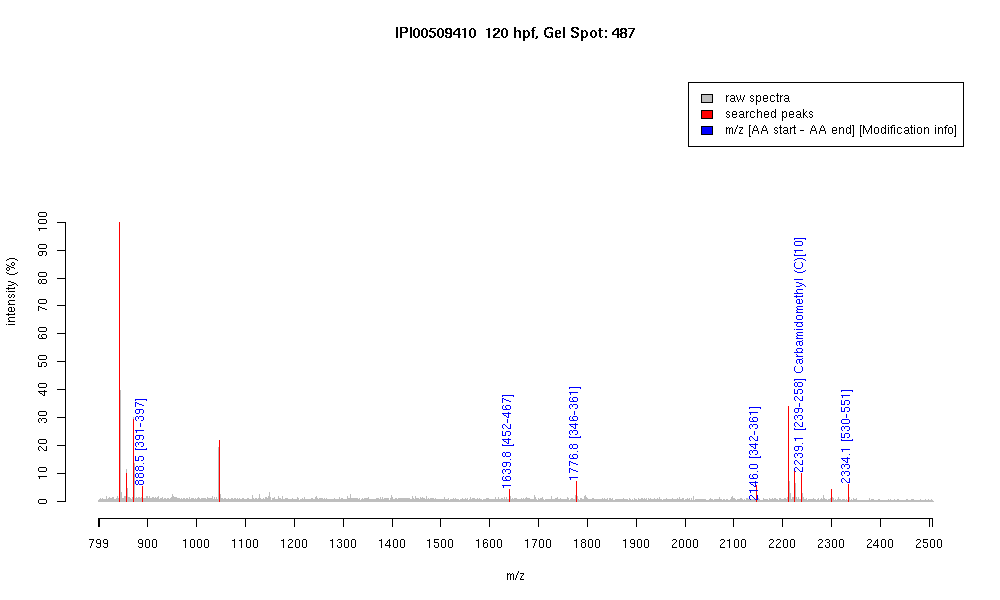 IPI00509410 120 hpf, Gel Spot: 487
raw spectra
searched peaks
m/z [AA start - AA end] [Modification info]
intensity (%)
100
90
80
70
60
50
40
30
20
10
0
888.5 [391-397]
1639.8 [452-467]
1776.8 [346-361]
2146.0 [342-361]
2239.1 [239-258] Carbamidomethyl (C)[10]
2334.1 [530-551]
799 900 1000 1100 1200 1300 1400 1500 1600 1700 1800 1900 2000 2100 2200 2300 2400 2500
m/z